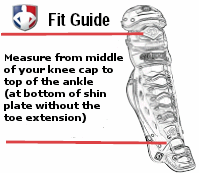 Fit Guide
Measure from middle
of your knee cap to
top of the ankle
(at bottom of shin
plate without the
toe extension)